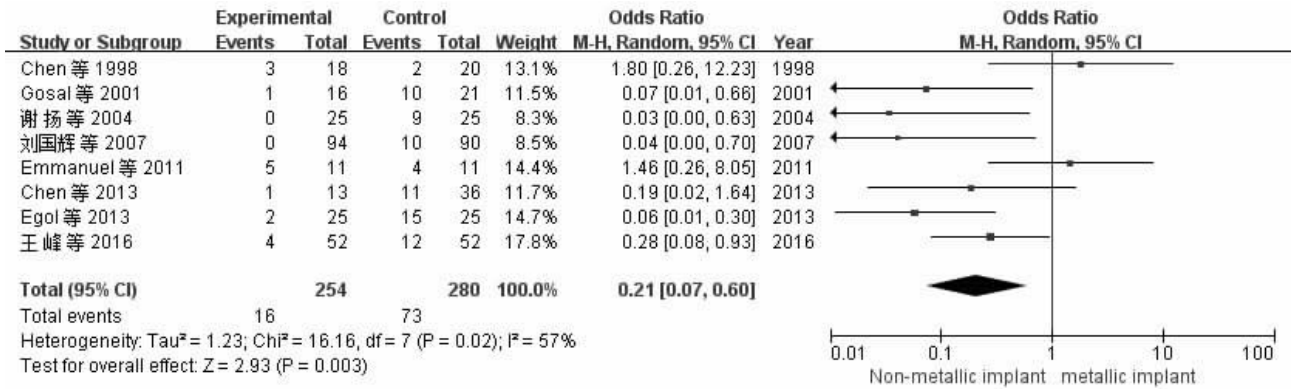 Experimental Control Odds Ratio Odds Ratio
Study or Subgroup Events Total Events Total Weight M-H, Random, 95% CI Year M-H, Random, 95% CI
Chen 等 1998 3 18 2 20 13.1% 1.80 [0.26, 12.23] 1998
Gosal 等 2001 1 16 10 21 11.5% 0.07 [0.01, 0.66] 2001
谢 扬 等 2004 0 25 9 25 8.3% 0.03 [0.00, 0.63] 2004
刘国辉 等 2007 0 94 10 90 8.5% 0.04 [0.00, 0.70] 2007
Emmanuel 等 2011 5 11 4 11 14.4% 1.46 [0.26, 8.05] 2011
Chen 等 2013 1 13 11 36 11.7% 0.19 [0.02, 1.64] 2013
Egol 等 2013 2 25 15 25 14.7% 0.06 [0.01, 0.30] 2013
王 峰 等 2016 4 52 12 52 17.8% 0.28 [0.08, 0.93] 2016
Total (95% CI) 254 280 100.0% 0.21 [0.07, 0.60]
Total events 16 73
Heterogeneity: Tau² = 1.23; Chi² = 16.16, df = 7 (P = 0.02); I² = 57%
Test for overall effect: Z = 2.93 (P = 0.003)
0.01 0.1 1 10 100
Non-metallic implant metallic implant